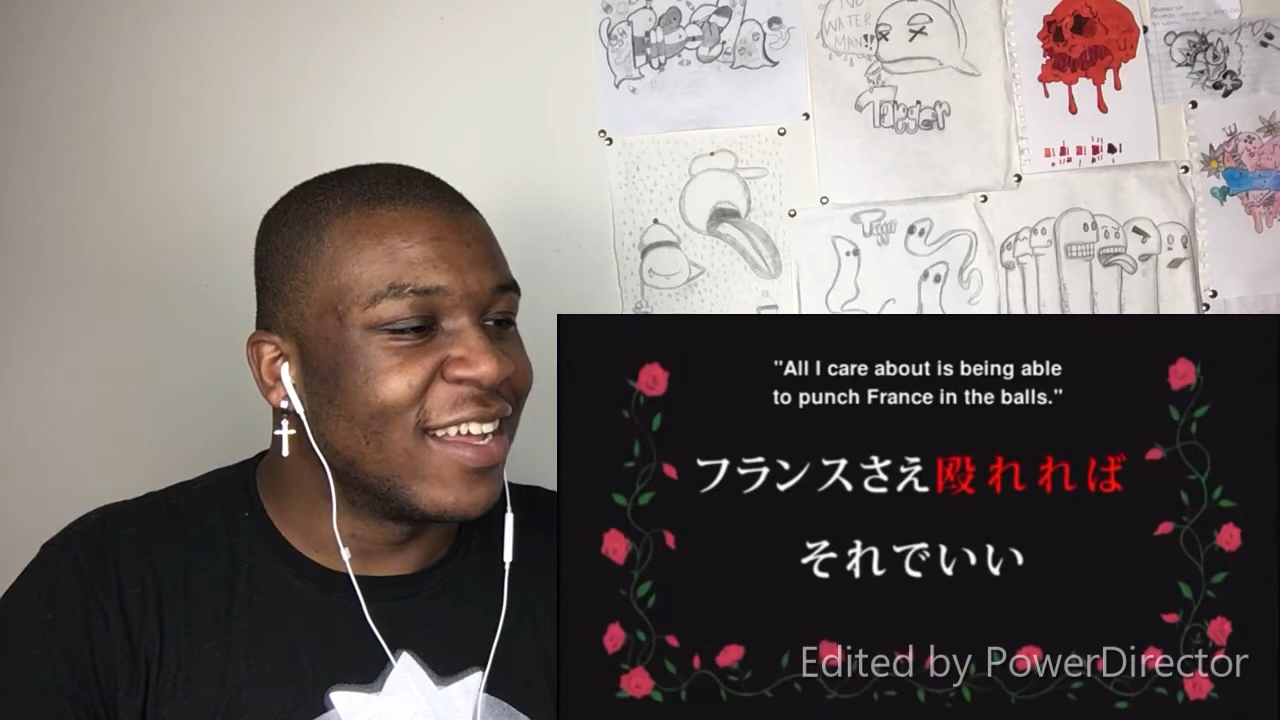 NO
WATER
MAN!!
Tagger
Tagger
"All I care about is being able
to punch France in the balls."
フランスさえ殴れれば
それでいい
Edited by PowerDirector